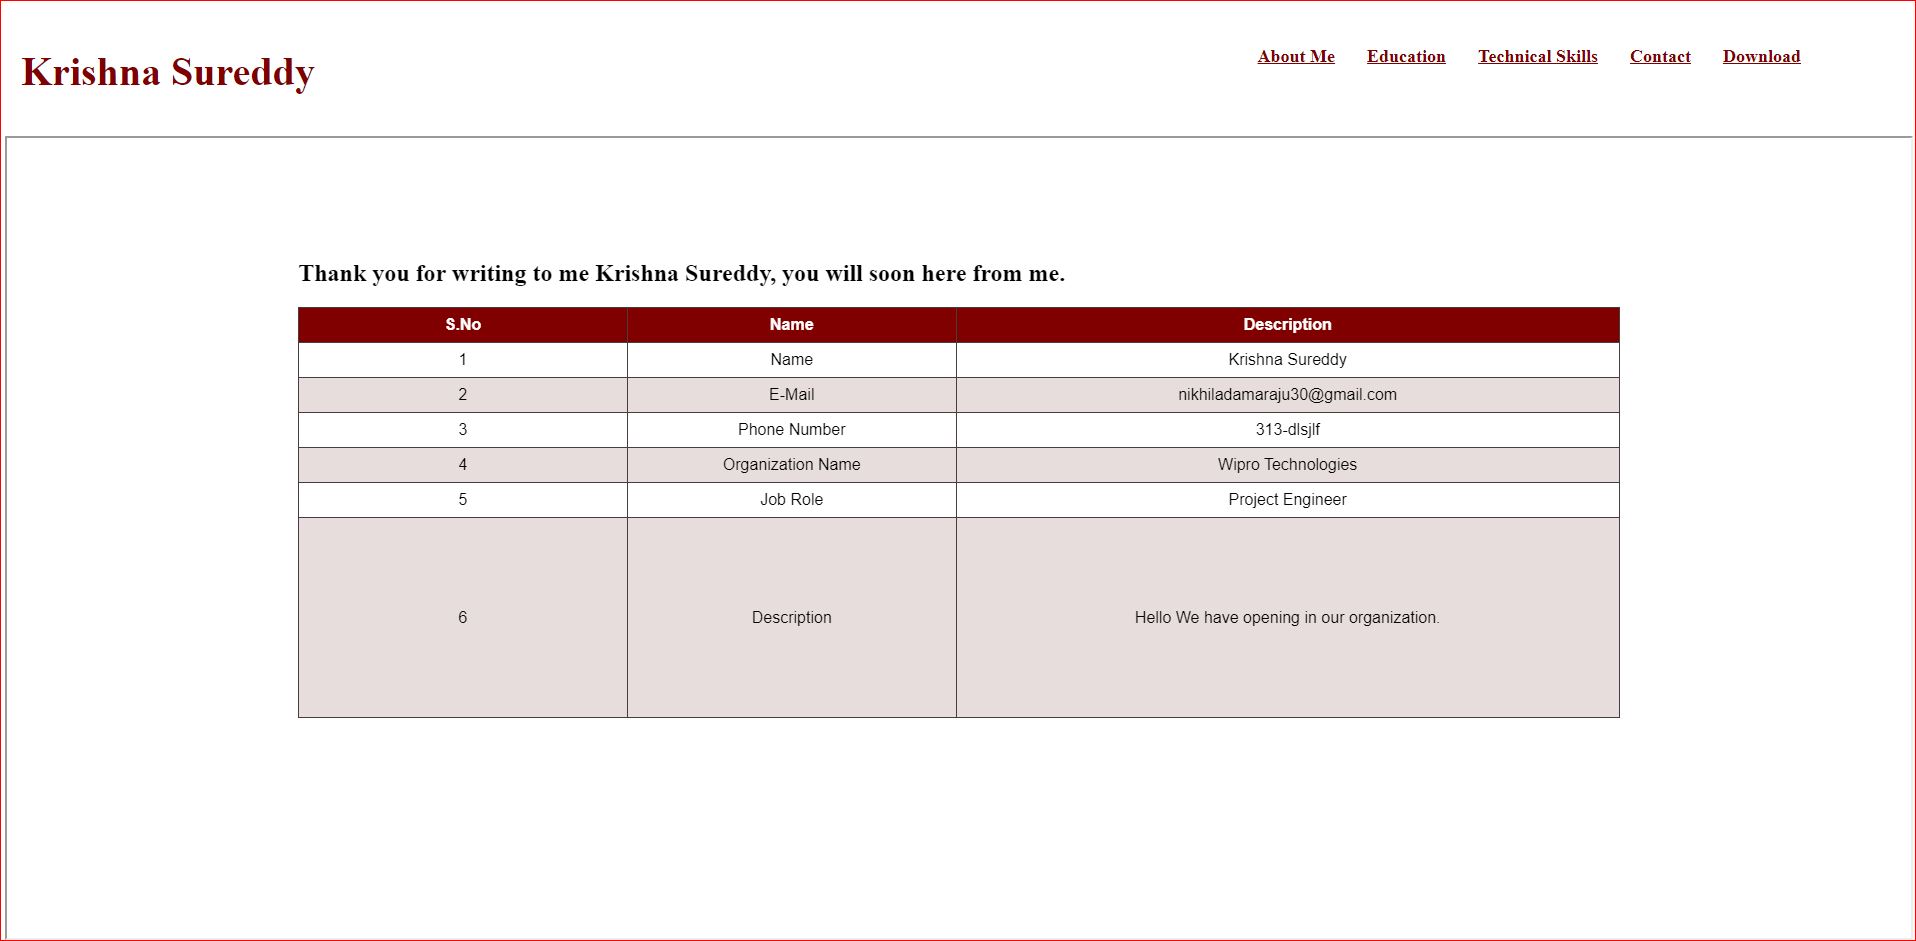 Krishna Sureddy
About Me Education Technical Skills Contact Download
Thank you for writing to me Krishna Sureddy, you will soon here from me.
S.No Name Description
1 Name Krishna Sureddy
2 E-Mail nikhiladamaraju30@gmail.com
3 Phone Number 313-dlsjlf
4 Organization Name Wipro Technologies
5 Job Role Project Engineer
6 Description Hello We have opening in our organization.